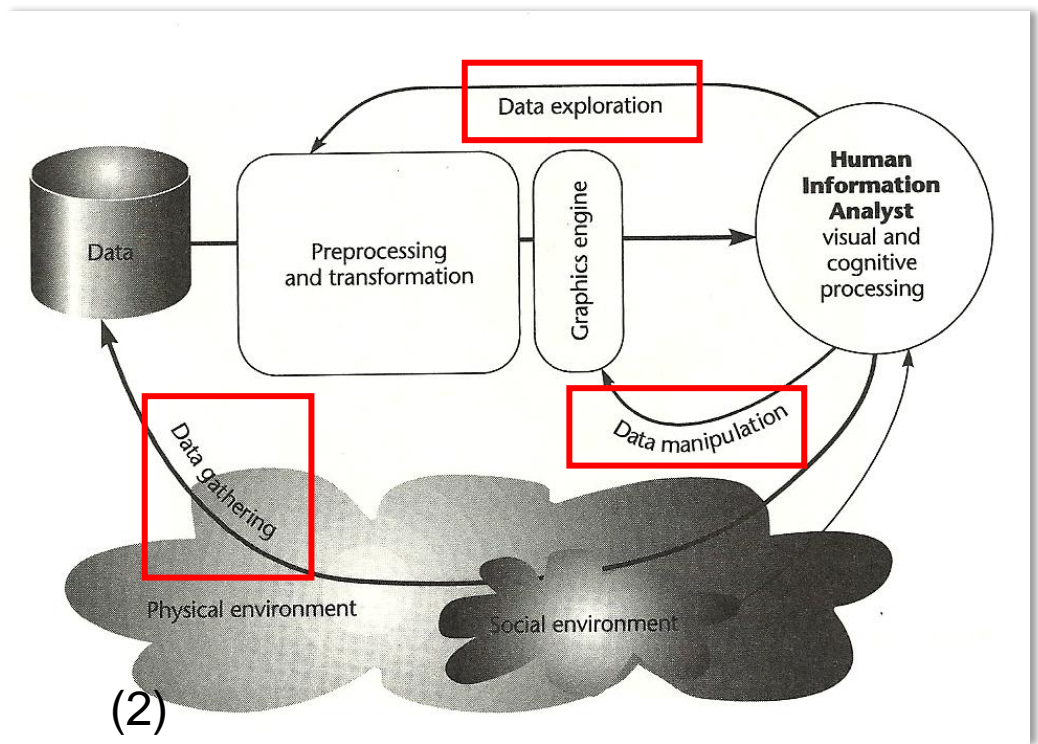 Data exploration
Human
Information
Analyst
visual and
cognitive
processing
Data
Preprocessing
and transformation
Graphics engine
Data manipulation
Data gathering
Physical environment
Social environment
(2)